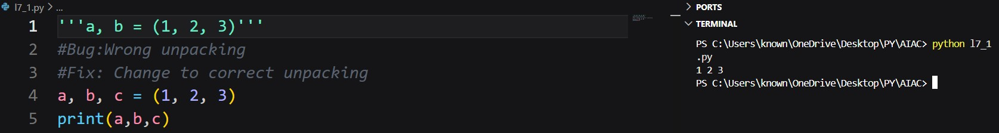 l7_1.py > ...
1 '''a, b = (1, 2, 3)'''
2 #Bug:Wrong unpacking
3 #Fix: Change to correct unpacking
4 a, b, c = (1, 2, 3)
5 print(a,b,c)
PORTS
TERMINAL
PS C:\Users\known\OneDrive\Desktop\PY\AIAC> python l7_1
.py
1 2 3
PS C:\Users\known\OneDrive\Desktop\PY\AIAC>